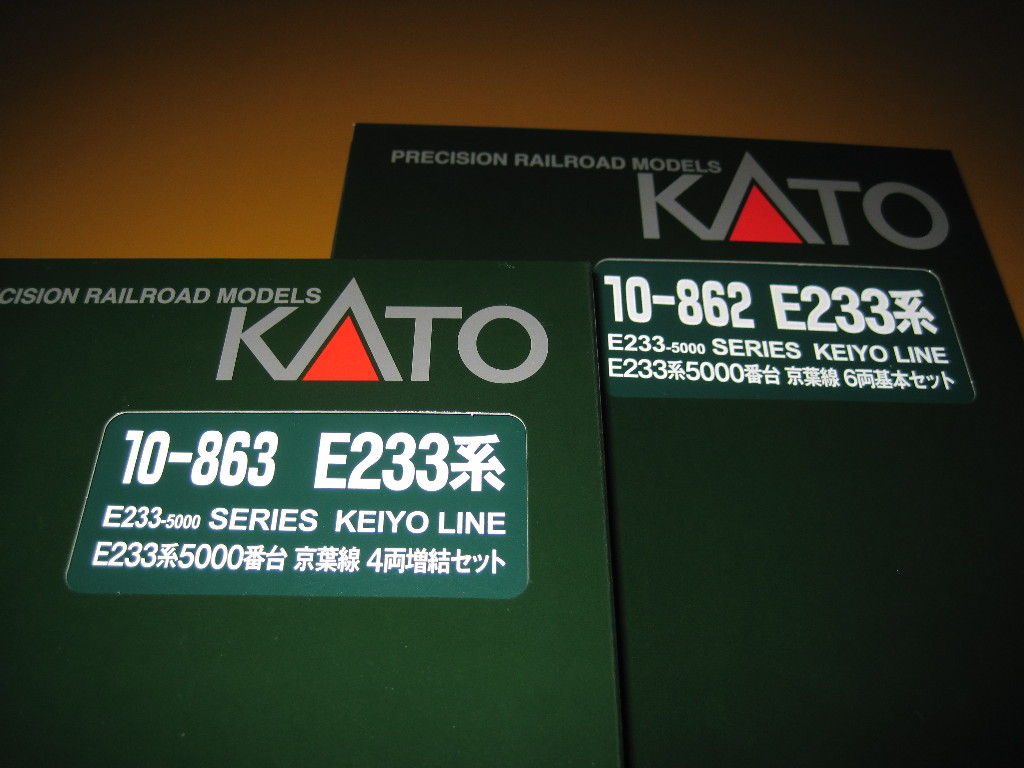 PRECISION RAILROAD MODELS
KATO
10-862 E233系
E233-5000 SERIES KEIYO LINE
E233系5000番台 京葉線 6両基本セット
CISION RAILROAD MODELS
KATO
10-863 E233系
E233-5000 SERIES KEIYO LINE
E233系5000番台 京葉線 4両増結セット